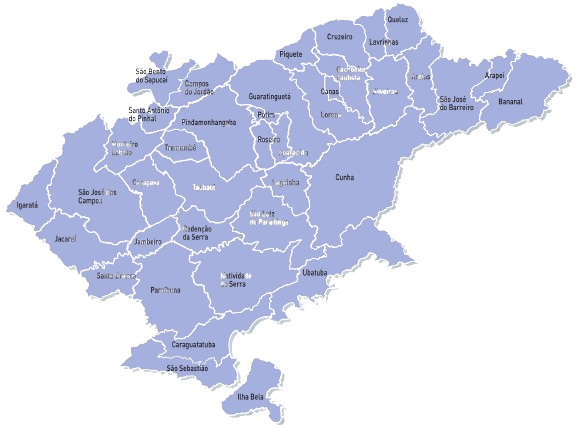 Queluz
Cruzeiro
Lavrinhas
Piquete
São Bento
do Sapucaí
Campos
do Jordão
Cachoeira
Paulista
Areias
Arapeí
Canas
Silveiras
Guaratinguetá
São José
do Barreiro
Bananal
Santo Antônio
do Pinhal
Pindamonhangaba
Potim
Lorena
Monteiro
Lobato
Tremembé
Roseira
Aparecida
Cunha
Igaratá
São José dos
Campos
Caçapava
Taubaté
Lagoinha
São Luiz
do Paraitinga
Jacareí
Jambeiro
Redenção
da Serra
Santa Branca
Paraibuna
Natividade
da Serra
Ubatuba
Caraguatatuba
São Sebastião
Ilha Bela